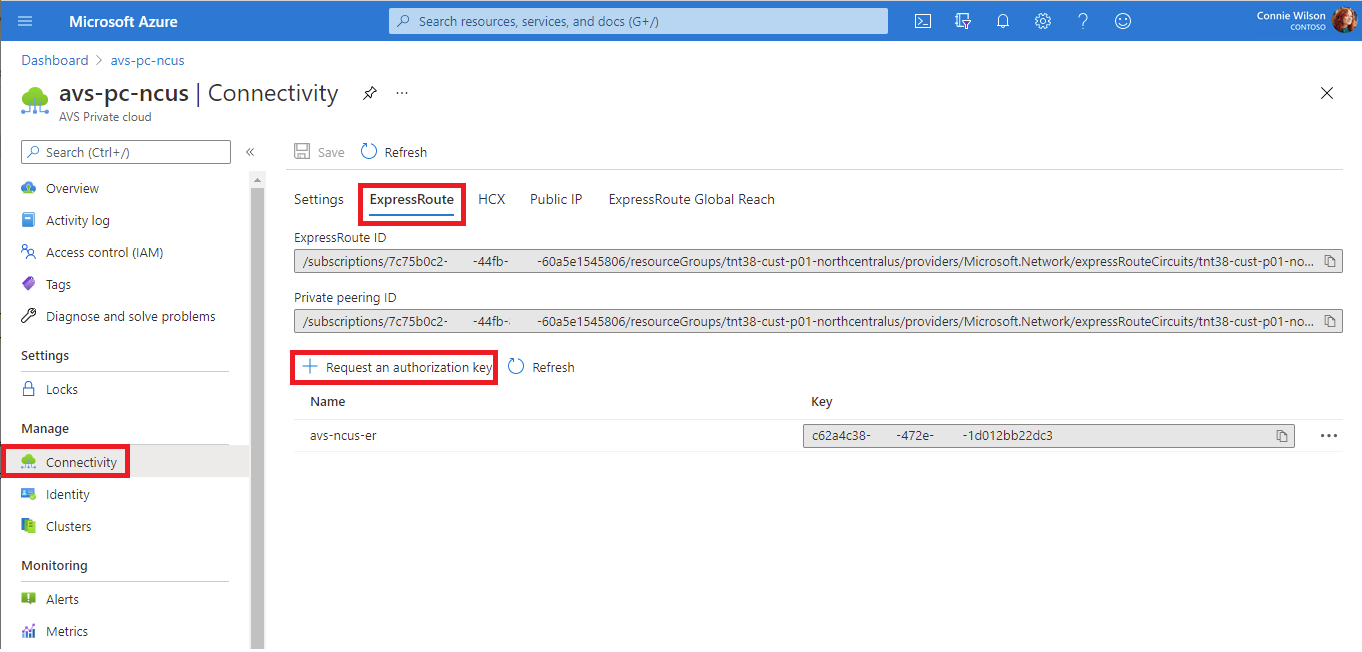 Microsoft Azure
Search resources, services, and docs (G+/)
Connie Wilson
CONTOSO
Dashboard > avs-pc-ncus
avs-pc-ncus | Connectivity
AVS Private cloud
Search (Ctrl+/)
Overview
Activity log
Access control (IAM)
Tags
Diagnose and solve problems
Settings
Locks
Manage
Connectivity
Identity
Clusters
Monitoring
Alerts
Metrics
Save Refresh
Settings ExpressRoute HCX Public IP ExpressRoute Global Reach
ExpressRoute ID
/subscriptions/7c75b0c2- -44fb- -60a5e1545806/resourceGroups/tnt38-cust-p01-northcentralus/providers/Microsoft.Network/expressRouteCircuits/tnt38-cust-p01-no...
Private peering ID
/subscriptions/7c75b0c2- -44fb- -60a5e1545806/resourceGroups/tnt38-cust-p01-northcentralus/providers/Microsoft.Network/expressRouteCircuits/tnt38-cust-p01-no...
Request an authorization key Refresh
Name Key
avs-ncus-er c62a4c38- -472e- -1d012bb22dc3